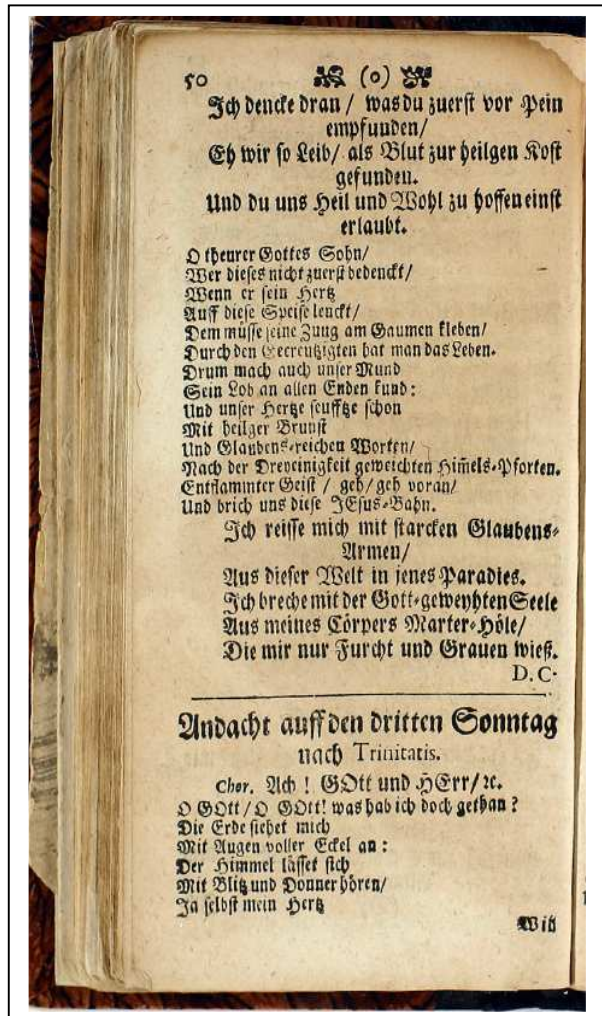 50 (o)
Ich dencke dran / was du zuerst vor Pein
empfunden /
Eh wir so Leib / als Blut zur heilgen Kost
gefunden.
Und du uns Heil und Wohl zu hoffen einst
erlaubt.
O theurer Gottes Sohn /
Wer dieses nicht zuerst bedenckt /
Wenn er sein Hertz
Auff diese Speise lenckt /
Dem müsse seine Zung am Gaumen kleben /
Durch den Gecreutzigten hat man das Leben.
Drum mach auch unser Mund
Sein Lob an allen Enden kund:
Und unser Hertze seufftze schon
Mit heilger Brunst
Und Glaubens-reichen Worten /
Nach der Dreyeinigkeit geweichten Him̃els-Pforten.
Entflammter Geist / geh / geh voran /
Und brich uns diese JEsus-Bahn.
Ich reisse mich mit starcken Glaubens-
Armen /
Aus dieser Welt in jenes Paradies.
Ich breche mit der Gott-geweyhten Seele
Aus meines Cörpers Marter-Höle /
Die mir nur Furcht und Grauen wieß.
D. C.
Andacht auff den dritten Sonntag
nach Trinitatis.
Chor. Ach ! GOtt und HErr / ꝛc.
O GOtt / O GOtt! was hab ich doch gethan ?
Die Erde siehet mich
Mit Augen voller Eckel an :
Der Himmel lässet sich
Mit Blitz und Donner hören /
Ja selbst mein Hertz
Will